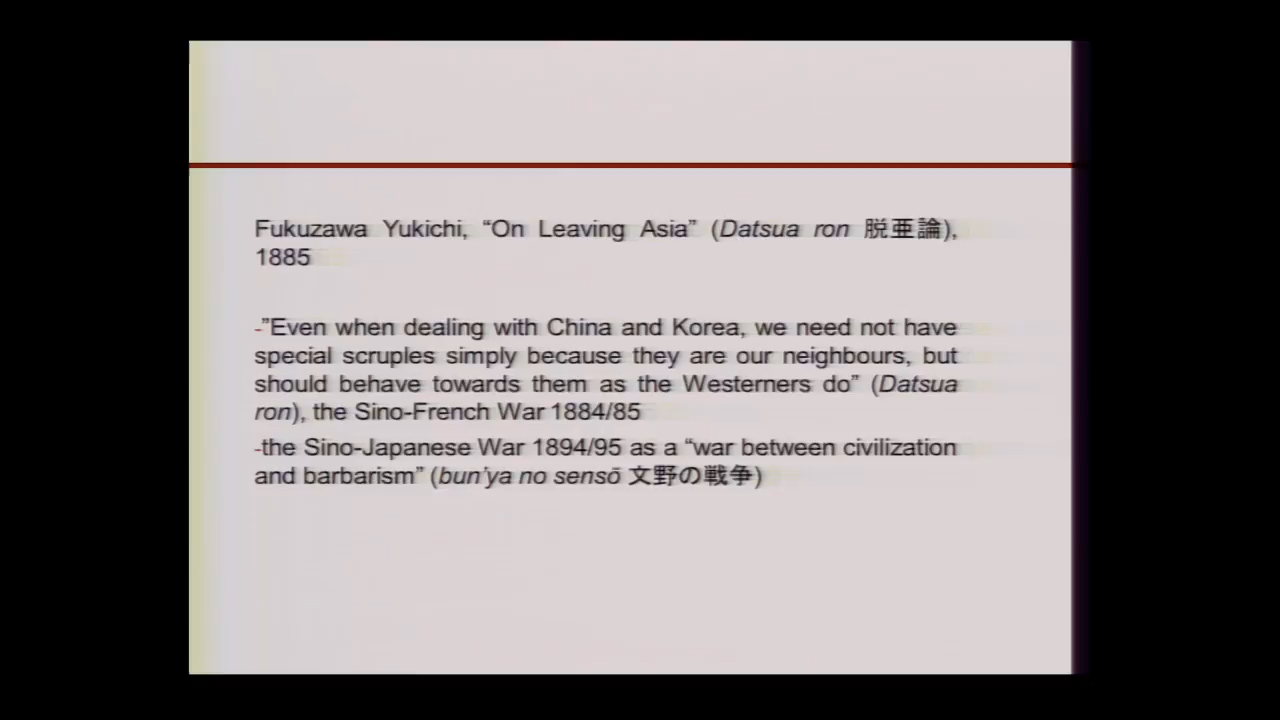 Fukuzawa Yukichi, “On Leaving Asia” (Datsua ron 脱亜論),
1885
-”Even when dealing with China and Korea, we need not have
special scruples simply because they are our neighbours, but
should behave towards them as the Westerners do” (Datsua
ron), the Sino-French War 1884/85
-the Sino-Japanese War 1894/95 as a “war between civilization
and barbarism” (bun’ya no sensō 文野の戦争)